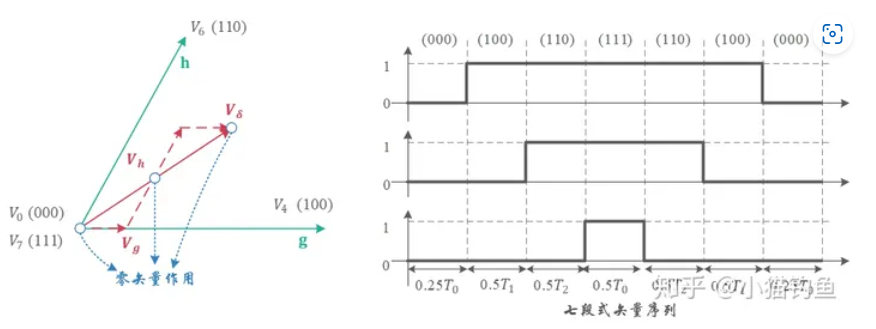 V₆ (110)
h
V_δ
V_h
V₀ (000)
V₇ (111)
V_g
V₄ (100)
g
零矢量作用
(000) (100) (110) (111) (110) (100) (000)
1
0
1
0
1
0
0.25T₀ 0.5T₁ 0.5T₂ 0.5T₀
知乎 @小猫钓鱼
七段式矢量序列